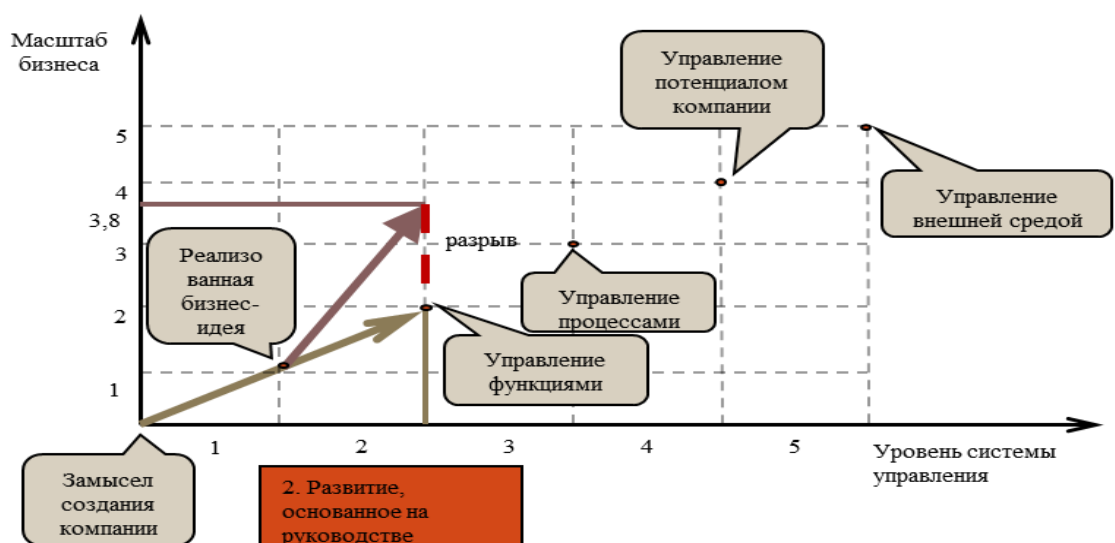 Масштаб
бизнеса
Управление
потенциалом
компании
5
4
3,8
3
2
1
Управление
внешней средой
разрыв
Реализо
ванная
бизнес-
идея
Управление
процессами
Управление
функциями
1
2
3
4
5
Уровень системы
управления
Замысел
создания
компании
2. Развитие,
основанное на
руководстве